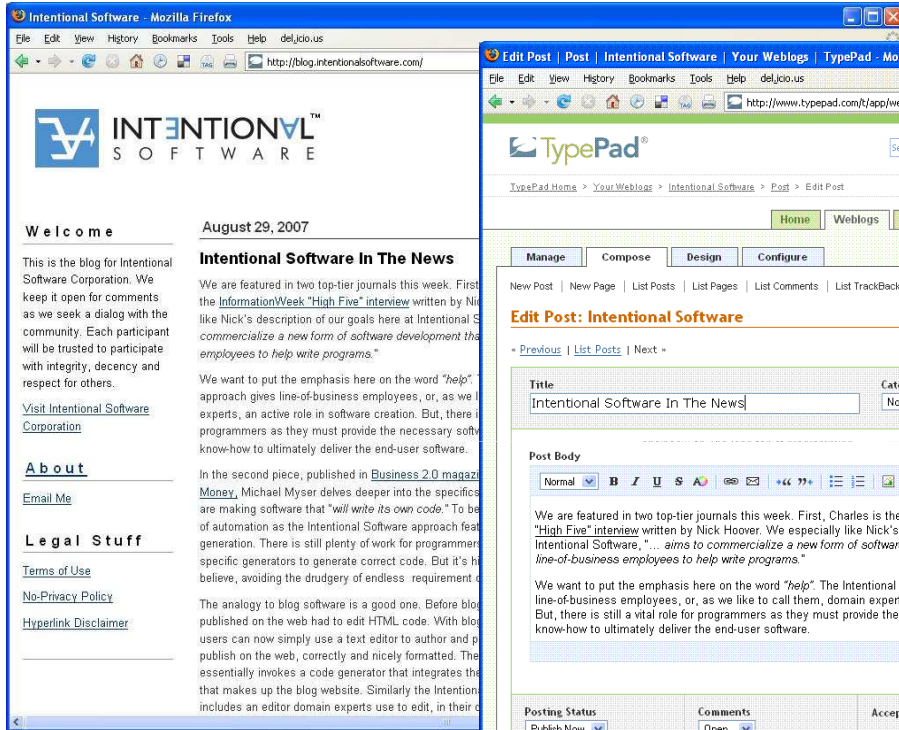 Intentional Software - Mozilla Firefox
File Edit View History Bookmarks Tools Help del.icio.us
http://blog.intentionalsoftware.com/
INTENTIONAL™
SOFTWARE
Welcome
This is the blog for Intentional
Software Corporation. We
keep it open for comments
as we seek a dialog with the
community. Each participant
will be trusted to participate
with integrity, decency and
respect for others.
Visit Intentional Software
Corporation
About
Email Me
Legal Stuff
Terms of Use
No-Privacy Policy
Hyperlink Disclaimer
August 29, 2007
Intentional Software In The News
We are featured in two top-tier journals this week. First
the InformationWeek "High Five" interview written by Ni
like Nick's description of our goals here at Intentional S
commercialize a new form of software development tha
employees to help write programs."
We want to put the emphasis here on the word "help".
approach gives line-of-business employees, or, as we l
experts, an active role in software creation. But, there i
programmers as they must provide the necessary softw
know-how to ultimately deliver the end-user software.
In the second piece, published in Business 2.0 magazi
Money, Michael Myser delves deeper into the specifics
are making software that "will write its own code." To be
of automation as the Intentional Software approach feat
generation. There is still plenty of work for programmers
specific generators to generate correct code. But it's hi
believe, avoiding the drudgery of endless requirement
The analogy to blog software is a good one. Before blog
published on the web had to edit HTML code. With blog
users can now simply use a text editor to author and p
publish on the web, correctly and nicely formatted. The
essentially invokes a code generator that integrates the
that makes up the blog website. Similarly the Intention
includes an editor domain experts use to edit, in their
Edit Post | Post | Intentional Software | Your Weblogs | TypePad - Mo
File Edit View History Bookmarks Tools Help del.icio.us
http://www.typepad.com/t/app/we
TypePad®
Se
TypePad Home > Your Weblogs > Intentional Software > Post > Edit Post
Home Weblogs
Manage Compose Design Configure
New Post | New Page | List Posts | List Pages | List Comments | List TrackBack
Edit Post: Intentional Software
« Previous | List Posts | Next »
Title Cat
Intentional Software In The News No
Post Body
Normal B I U S A
We are featured in two top-tier journals this week. First, Charles is the
"High Five" interview written by Nick Hoover. We especially like Nick's
Intentional Software, "... aims to commercialize a new form of softwar
line-of-business employees to help write programs."
We want to put the emphasis here on the word "help". The Intentional
line-of-business employees, or, as we like to call them, domain expert
But, there is still a vital role for programmers as they must provide the
know-how to ultimately deliver the end-user software.
Posting Status Comments Accep
Publish Now Open